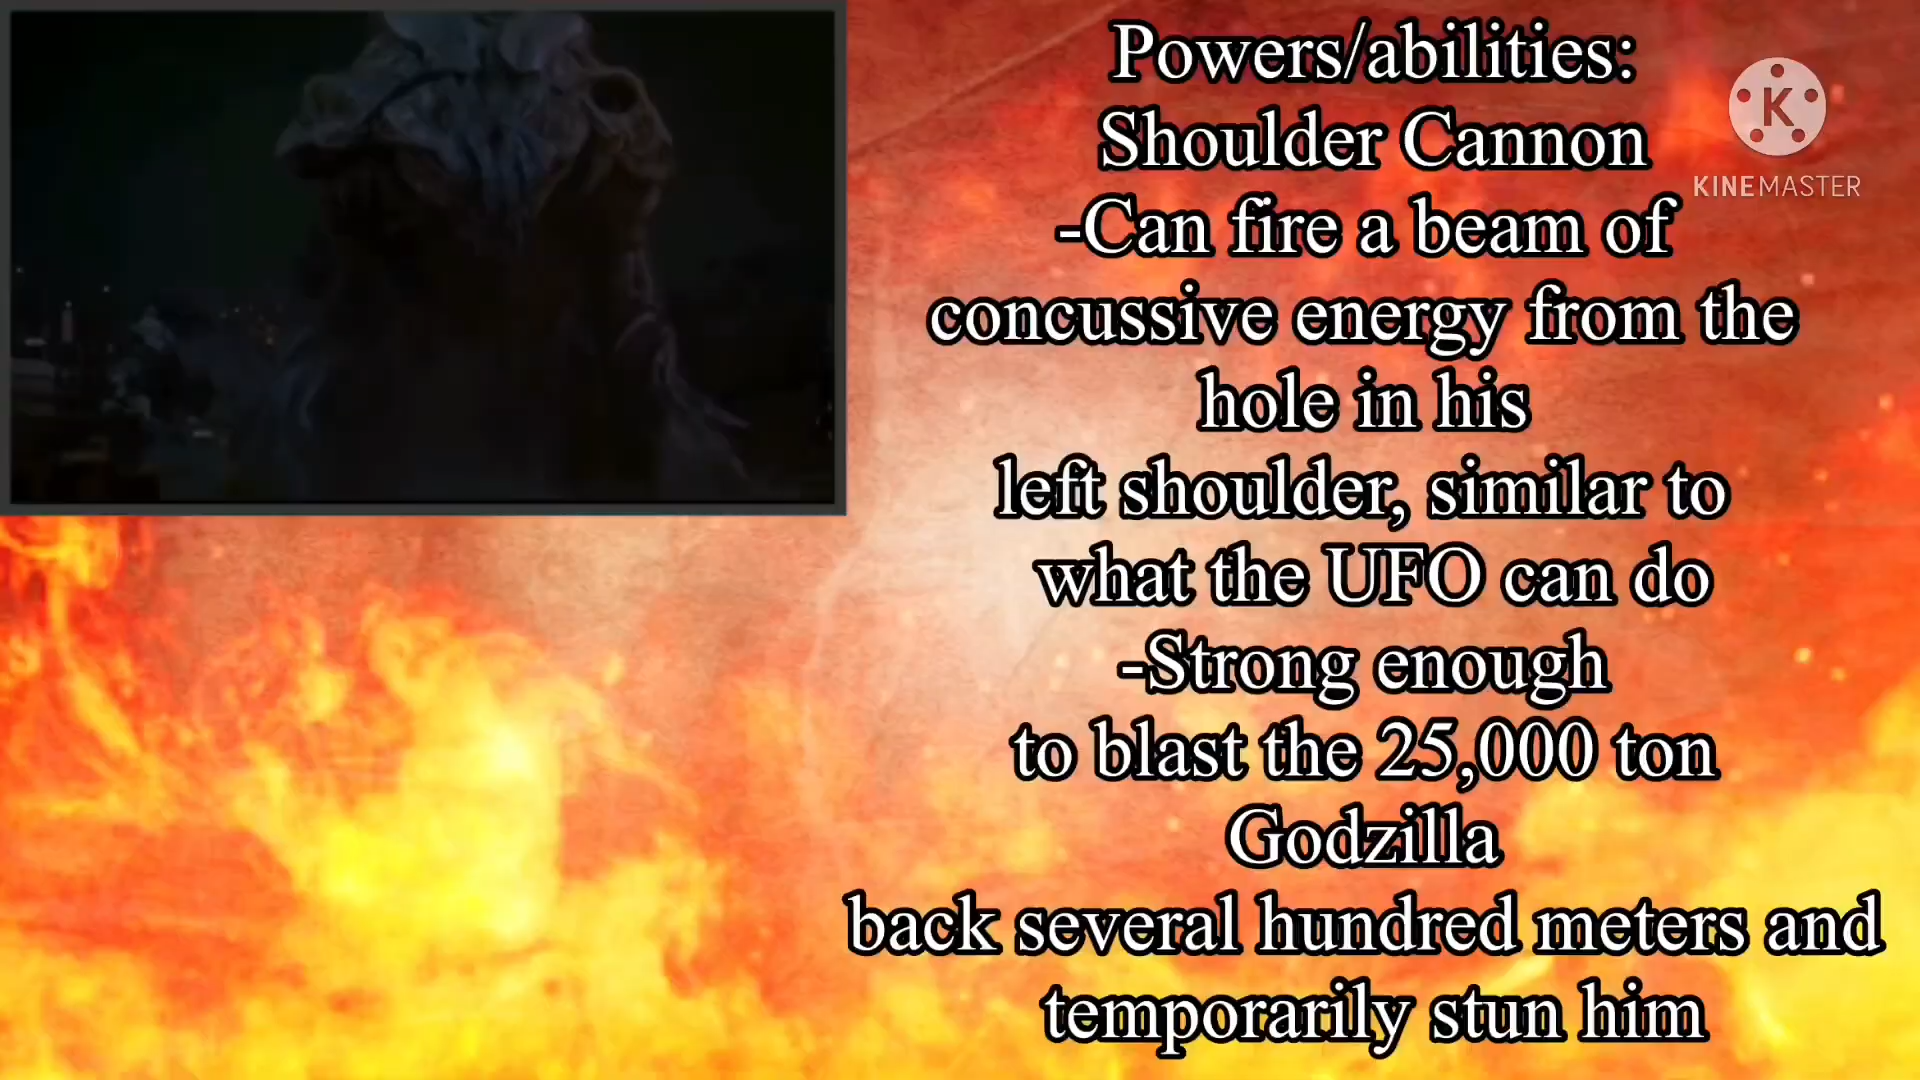 Powers/abilities:
Shoulder Cannon
-Can fire a beam of
concussive energy from the
hole in his
left shoulder, similar to
what the UFO can do
-Strong enough
to blast the 25,000 ton
Godzilla
back several hundred meters and
temporarily stun him
K
KINEMASTER